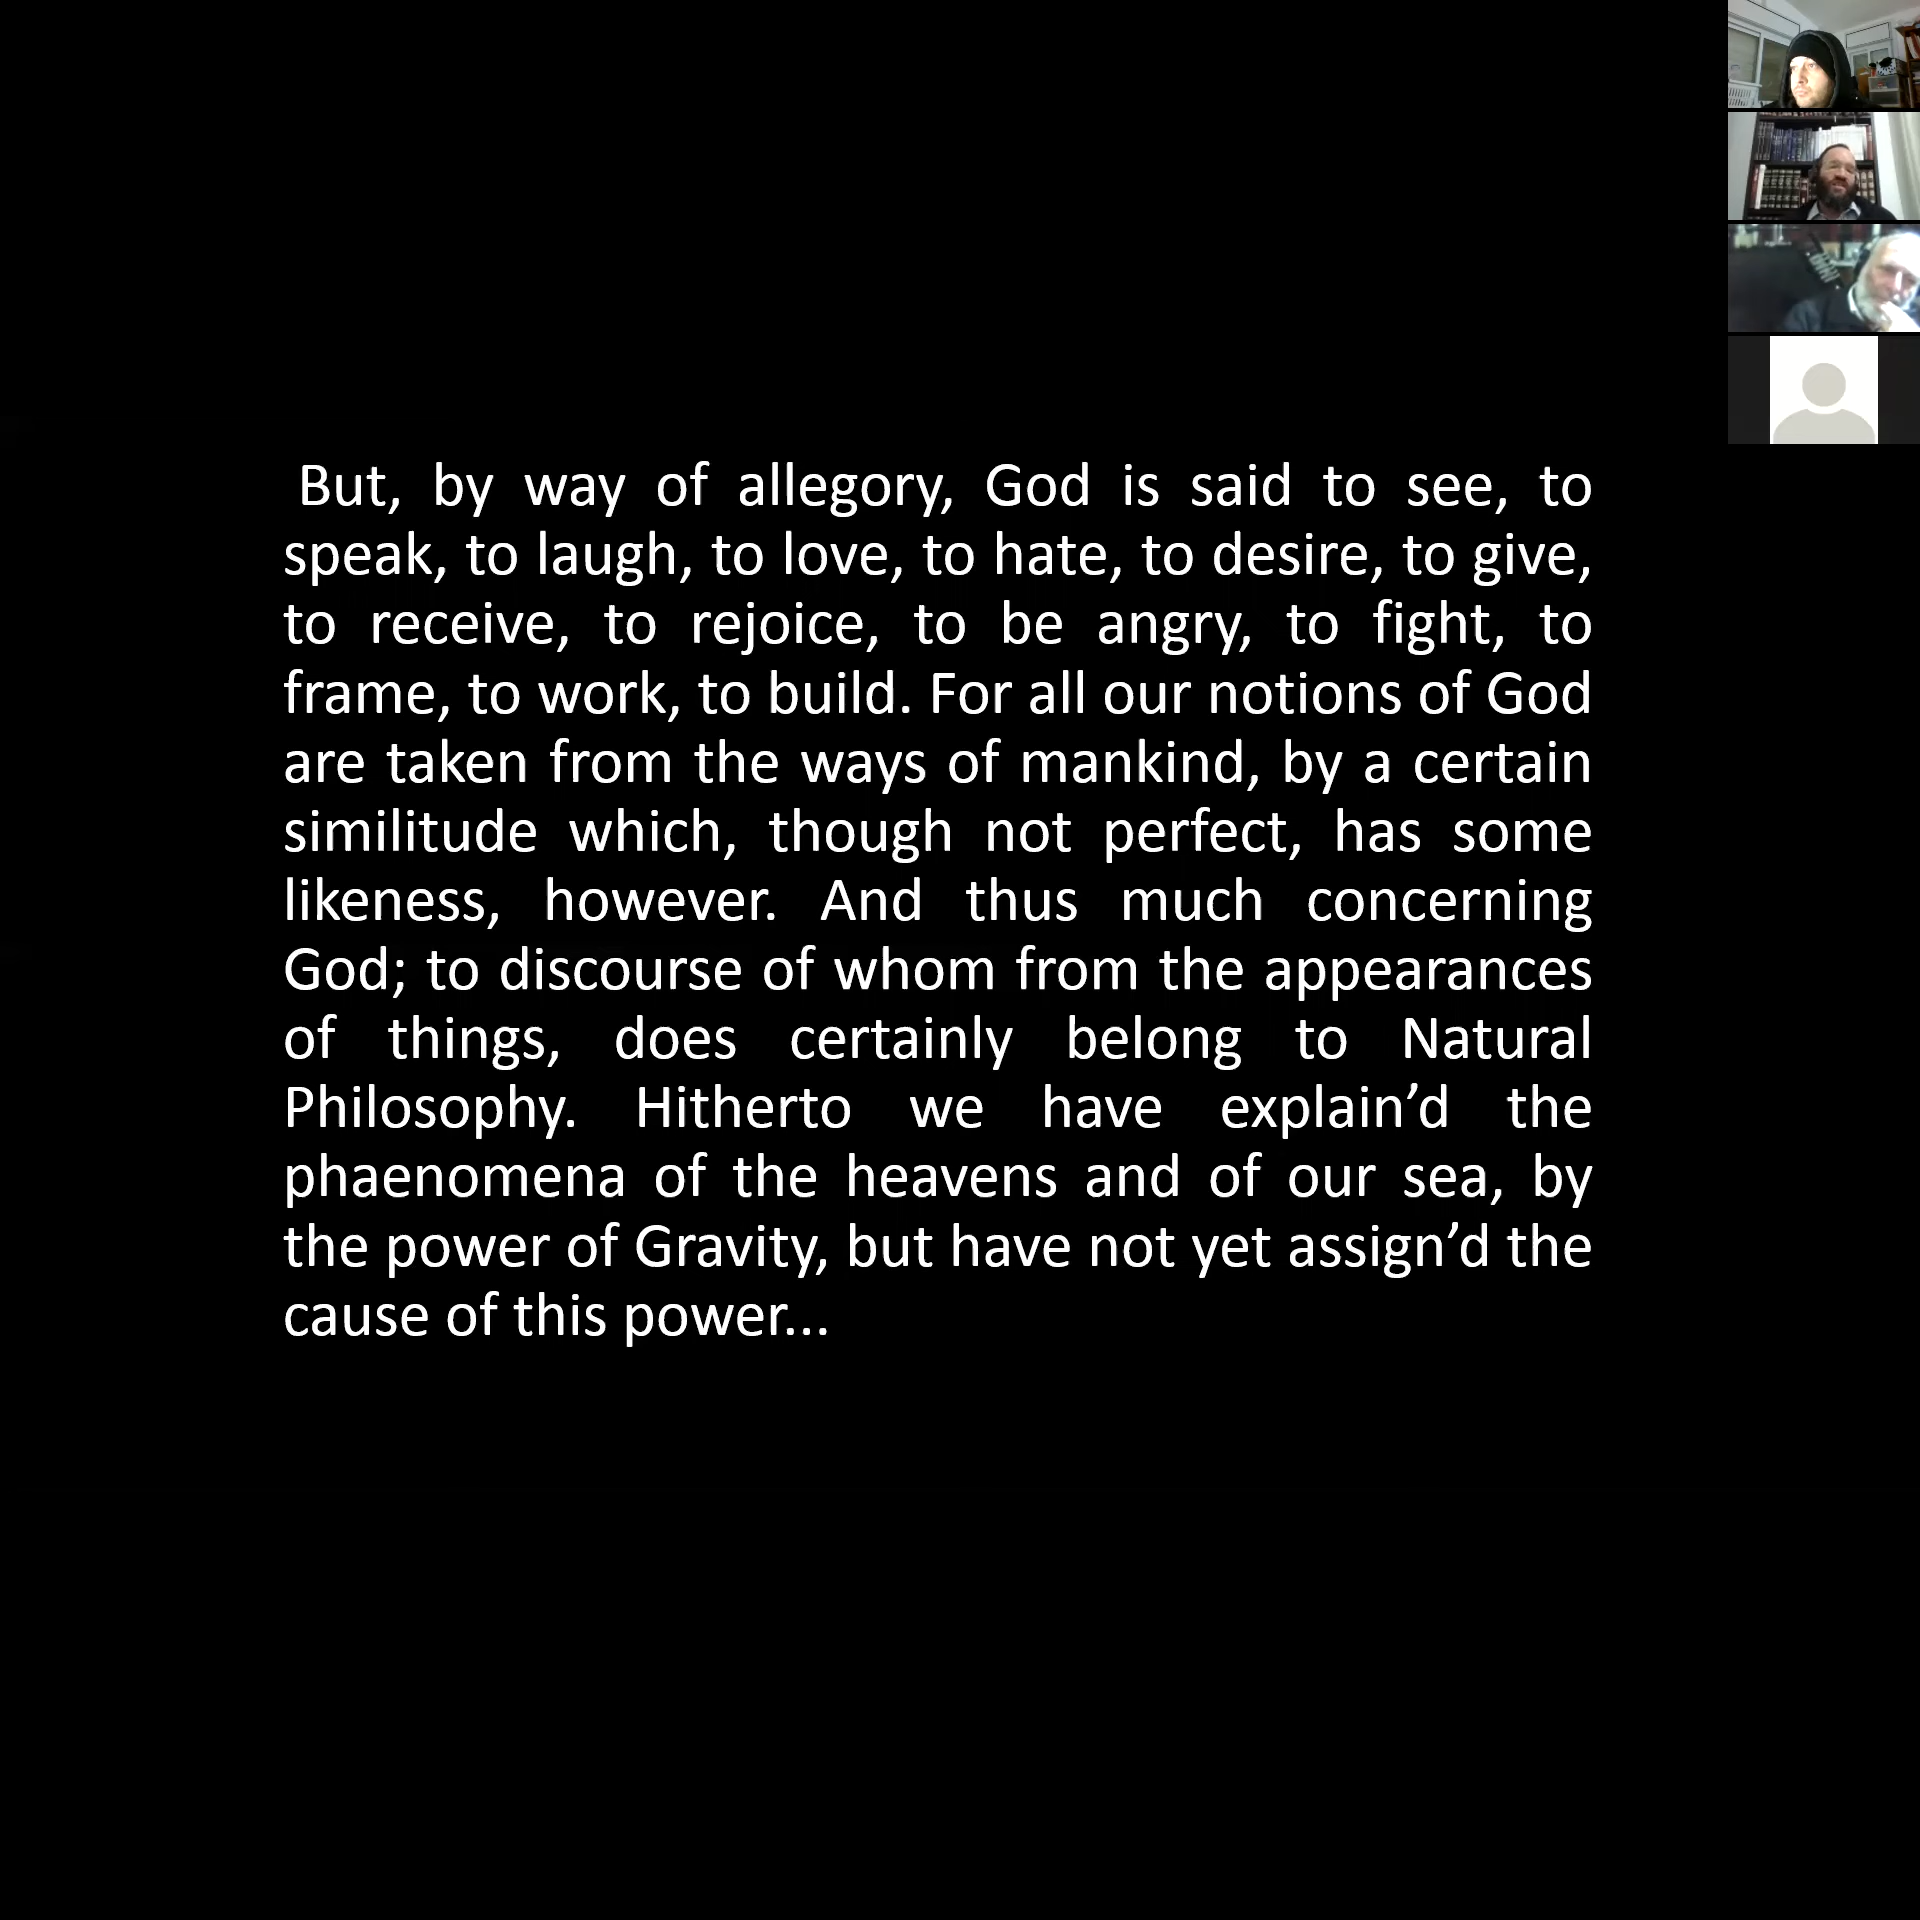 But, by way of allegory, God is said to see, to
speak, to laugh, to love, to hate, to desire, to give,
to receive, to rejoice, to be angry, to fight, to
frame, to work, to build. For all our notions of God
are taken from the ways of mankind, by a certain
similitude which, though not perfect, has some
likeness, however. And thus much concerning
God; to discourse of whom from the appearances
of things, does certainly belong to Natural
Philosophy. Hitherto we have explain’d the
phaenomena of the heavens and of our sea, by
the power of Gravity, but have not yet assign’d the
cause of this power...